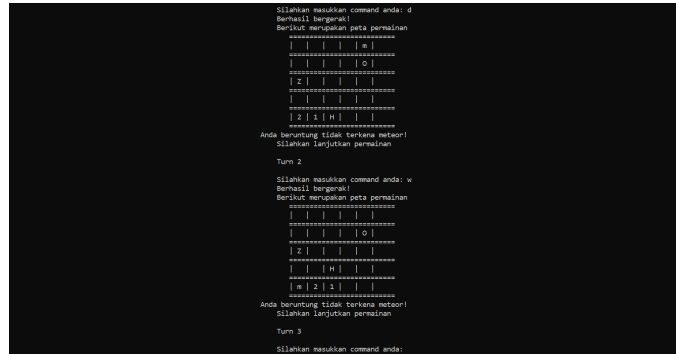 Silahkan masukkan command anda: d
Berhasil bergerak!
Berikut merupakan peta permainan
==========================
| | | | | m |
==========================
| | | | | O |
==========================
| Z | | | | |
==========================
| | | | | |
==========================
| 2 | 1 | H | | |
==========================
Anda beruntung tidak terkena meteor!
Silahkan lanjutkan permainan
Turn 2
Silahkan masukkan command anda: w
Berhasil bergerak!
Berikut merupakan peta permainan
==========================
| | | | | |
==========================
| | | | | O |
==========================
| Z | | | | |
==========================
| | | H | | |
==========================
| m | 2 | 1 | | |
==========================
Anda beruntung tidak terkena meteor!
Silahkan lanjutkan permainan
Turn 3
Silahkan masukkan command anda: